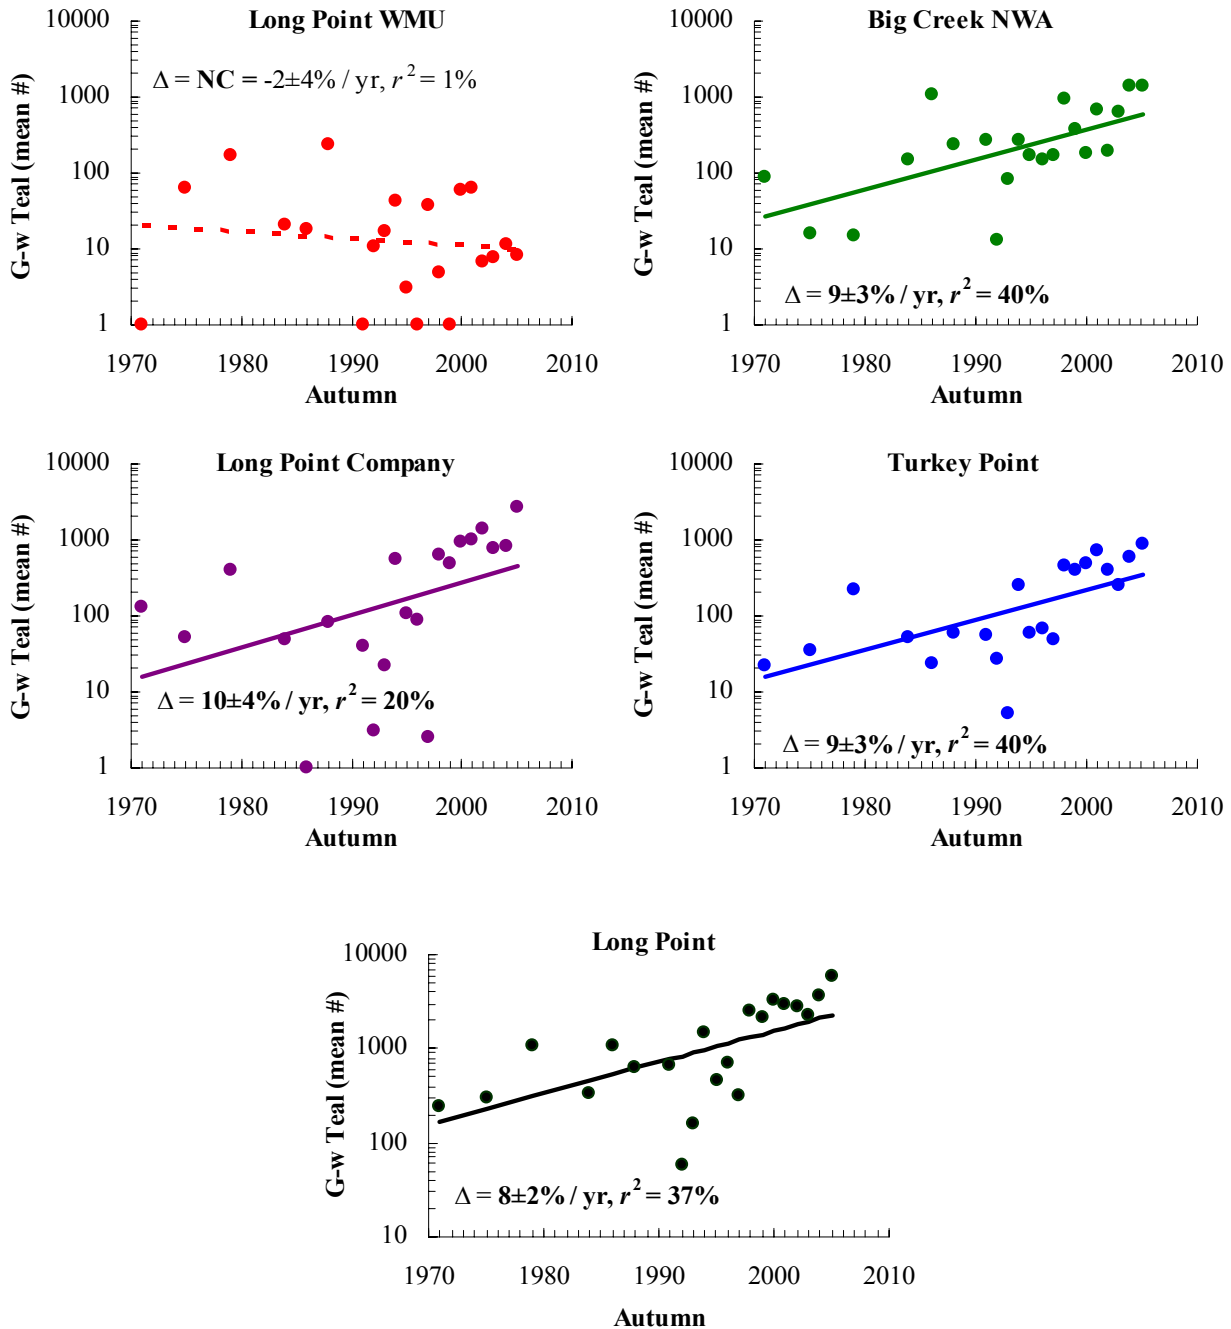 Long Point WMU
G-w Teal (mean #)
10000
1000
100
10
1
Δ = NC = -2±4% / yr, r² = 1%
1970 1980 1990 2000 2010
Autumn
Big Creek NWA
G-w Teal (mean #)
10000
1000
100
10
1
Δ = 9±3% / yr, r² = 40%
1970 1980 1990 2000 2010
Autumn
Long Point Company
G-w Teal (mean #)
10000
1000
100
10
1
Δ = 10±4% / yr, r² = 20%
1970 1980 1990 2000 2010
Autumn
Turkey Point
G-w Teal (mean #)
10000
1000
100
10
1
Δ = 9±3% / yr, r² = 40%
1970 1980 1990 2000 2010
Autumn
Long Point
G-w Teal (mean #)
10000
1000
100
10
Δ = 8±2% / yr, r² = 37%
1970 1980 1990 2000 2010
Autumn